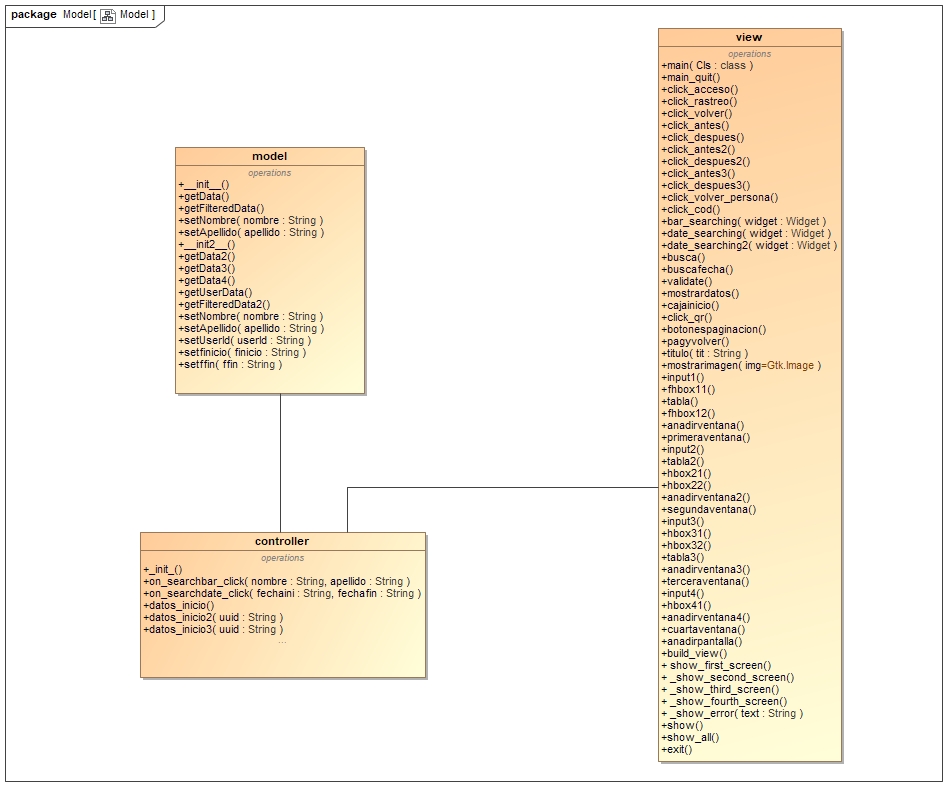 package Model[ Model ]
model
operations
+__init__()
+getData()
+getFilteredData()
+setNombre( nombre : String )
+setApellido( apellido : String )
+__init2__()
+getData2()
+getData3()
+getData4()
+getUserData()
+getFilteredData2()
+setNombre( nombre : String )
+setApellido( apellido : String )
+setUserId( userId : String )
+setfinicio( finicio : String )
+setffin( ffin : String )
controller
operations
+_init_()
+on_searchbar_click( nombre : String, apellido : String )
+on_searchdate_click( fechaini : String, fechafin : String )
+datos_inicio()
+datos_inicio2( uuid : String )
+datos_inicio3( uuid : String )
...
view
operations
+main( Cls : class )
+main_quit()
+click_acceso()
+click_rastreo()
+click_volver()
+click_antes()
+click_despues()
+click_antes2()
+click_despues2()
+click_antes3()
+click_despues3()
+click_volver_persona()
+click_cod()
+bar_searching( widget : Widget )
+date_searching( widget : Widget )
+date_searching2( widget : Widget )
+busca()
+buscafecha()
+validate()
+mostrardatos()
+cajainicio()
+click_qr()
+botonespaginacion()
+pagyvolver()
+titulo( tit : String )
+mostrarimagen( img=Gtk.Image )
+input1()
+fhbox11()
+tabla()
+fhbox12()
+anadirventana()
+primeraventana()
+input2()
+tabla2()
+hbox21()
+hbox22()
+anadirventana2()
+segundaventana()
+input3()
+hbox31()
+hbox32()
+tabla3()
+anadirventana3()
+terceraventana()
+input4()
+hbox41()
+anadirventana4()
+cuartaventana()
+anadirpantalla()
+build_view()
+ show_first_screen()
+ _show_second_screen()
+ _show_third_screen()
+ _show_fourth_screen()
+ _show_error( text : String )
+show()
+show_all()
+exit()